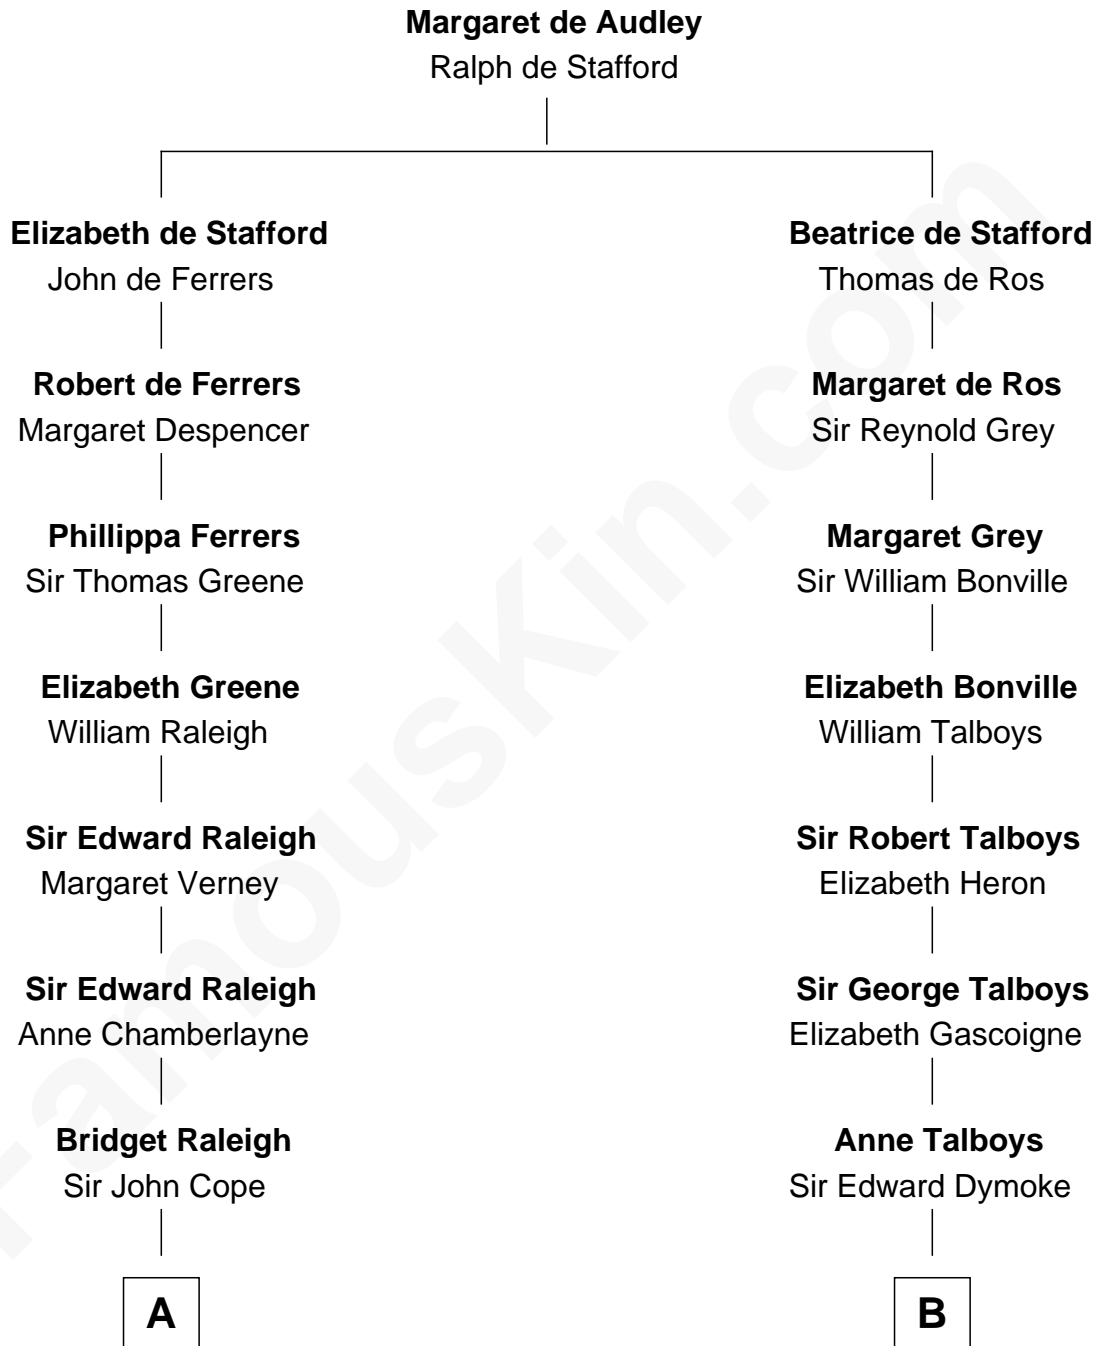 Margaret de Audley
Ralph de Stafford
Elizabeth de Stafford
John de Ferrers
Beatrice de Stafford
Thomas de Ros
Robert de Ferrers
Margaret Despencer
Margaret de Ros
Sir Reynold Grey
Phillippa Ferrers
Sir Thomas Greene
Margaret Grey
Sir William Bonville
Elizabeth Greene
William Raleigh
Elizabeth Bonville
William Talboys
Sir Edward Raleigh
Margaret Verney
Sir Robert Talboys
Elizabeth Heron
Sir Edward Raleigh
Anne Chamberlayne
Sir George Talboys
Elizabeth Gascoigne
Bridget Raleigh
Sir John Cope
Anne Talboys
Sir Edward Dymoke
A
B
FamousKin.com